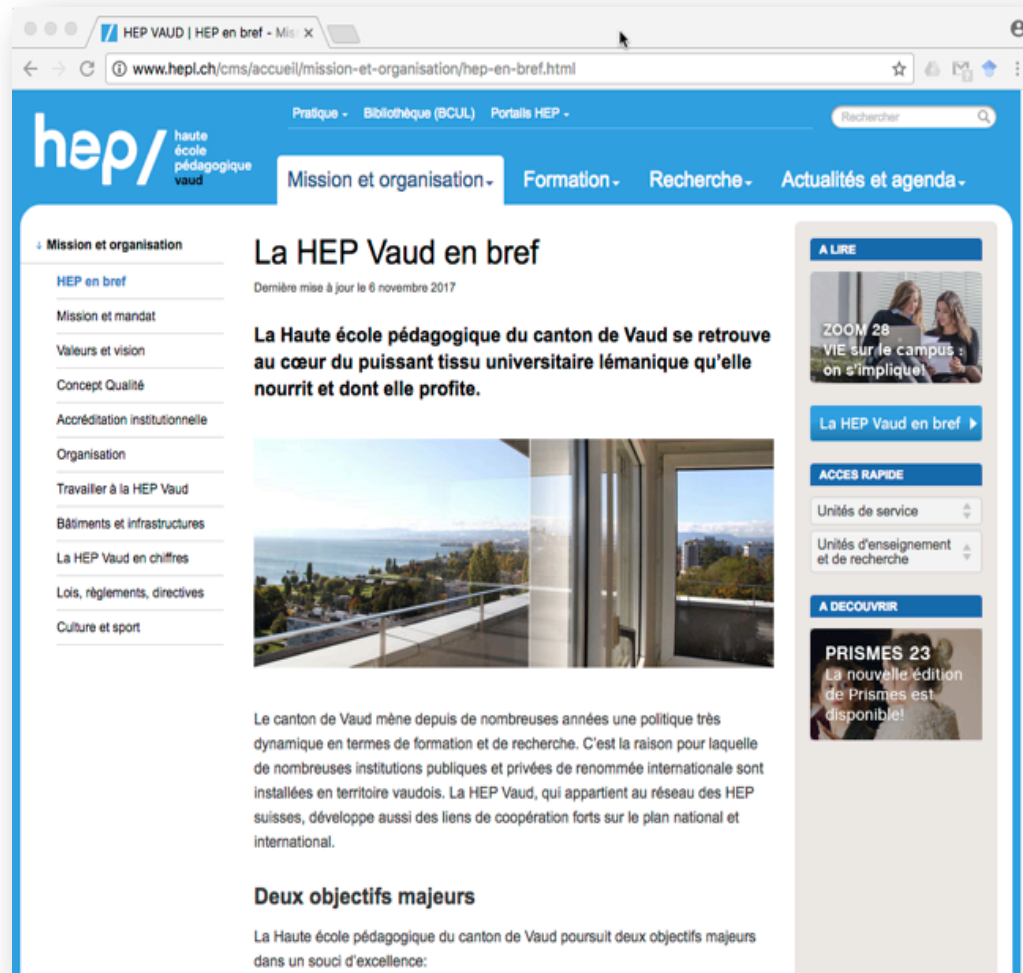 HEP VAUD | HEP en bref - Mis
www.hepl.ch/cms/accueil/mission-et-organisation/hep-en-bref.html
Pratique
Bibliothèque (BCUL)
Portails HEP
Rechercher
hep/
haute
école
pédagogique
vaud
Mission et organisation
Formation
Recherche
Actualités et agenda
Mission et organisation
HEP en bref
Mission et mandat
Valeurs et vision
Concept Qualité
Accréditation institutionnelle
Organisation
Travailler à la HEP Vaud
Bâtiments et infrastructures
La HEP Vaud en chiffres
Lois, règlements, directives
Culture et sport
La HEP Vaud en bref
Dernière mise à jour le 6 novembre 2017
La Haute école pédagogique du canton de Vaud se retrouve
au cœur du puissant tissu universitaire lémanique qu'elle
nourrit et dont elle profite.
Le canton de Vaud mène depuis de nombreuses années une politique très
dynamique en termes de formation et de recherche. C'est la raison pour laquelle
de nombreuses institutions publiques et privées de renommée internationale sont
installées en territoire vaudois. La HEP Vaud, qui appartient au réseau des HEP
suisses, développe aussi des liens de coopération forts sur le plan national et
international.
Deux objectifs majeurs
La Haute école pédagogique du canton de Vaud poursuit deux objectifs majeurs
dans un souci d'excellence:
A LIRE
ZOOM 28
VIE sur le campus :
on s'implique!
La HEP Vaud en bref
ACCES RAPIDE
Unités de service
Unités d'enseignement
et de recherche
A DECOUVRIR
PRISMES 23
La nouvelle édition
de Prismes est
disponible!